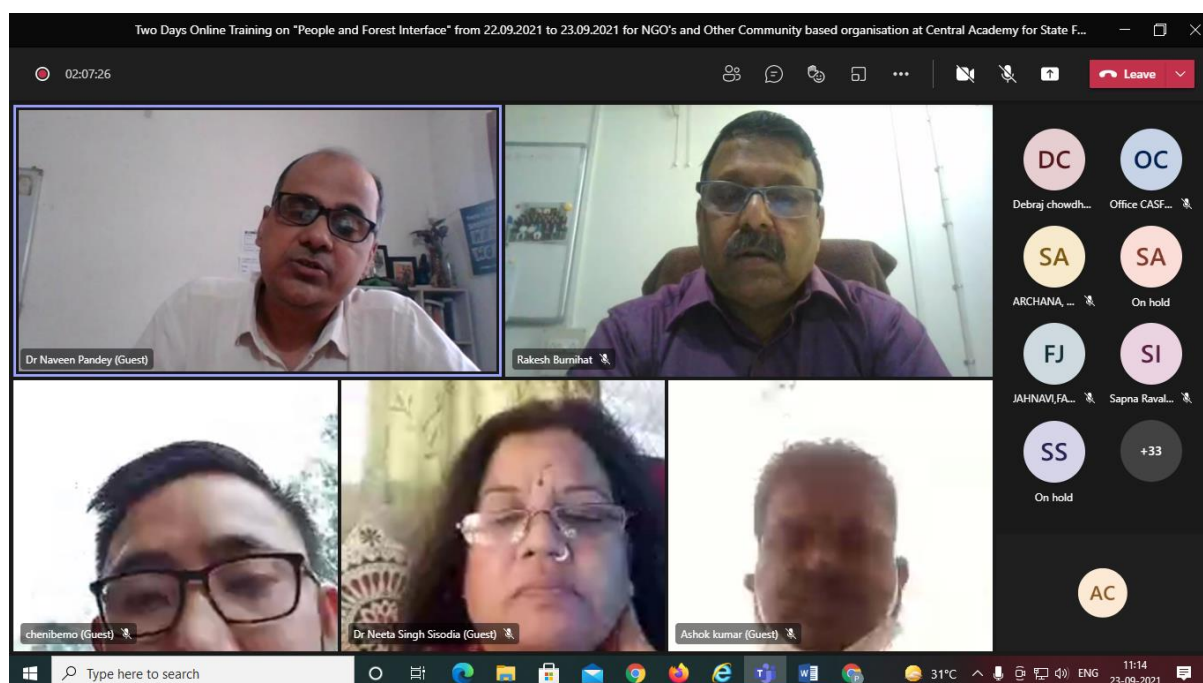 Two Days Online Training on "People and Forest Interface" from 22.09.2021 to 23.09.2021 for NGO's and Other Community based organisation at Central Academy for State F...
02:07:26
Leave
Dr Naveen Pandey (Guest)
Rakesh Burnihat
chenibemo (Guest)
Dr Neeta Singh Sisodia (Guest)
Ashok kumar (Guest)
DC
OC
Debraj chowdh...
Office CASF...
SA
SA
ARCHANA, ...
On hold
FJ
SI
JAHNAVI,FA...
Sapna Raval...
SS
+33
On hold
AC
Type here to search
31°C
ENG
11:14
23-09-2021